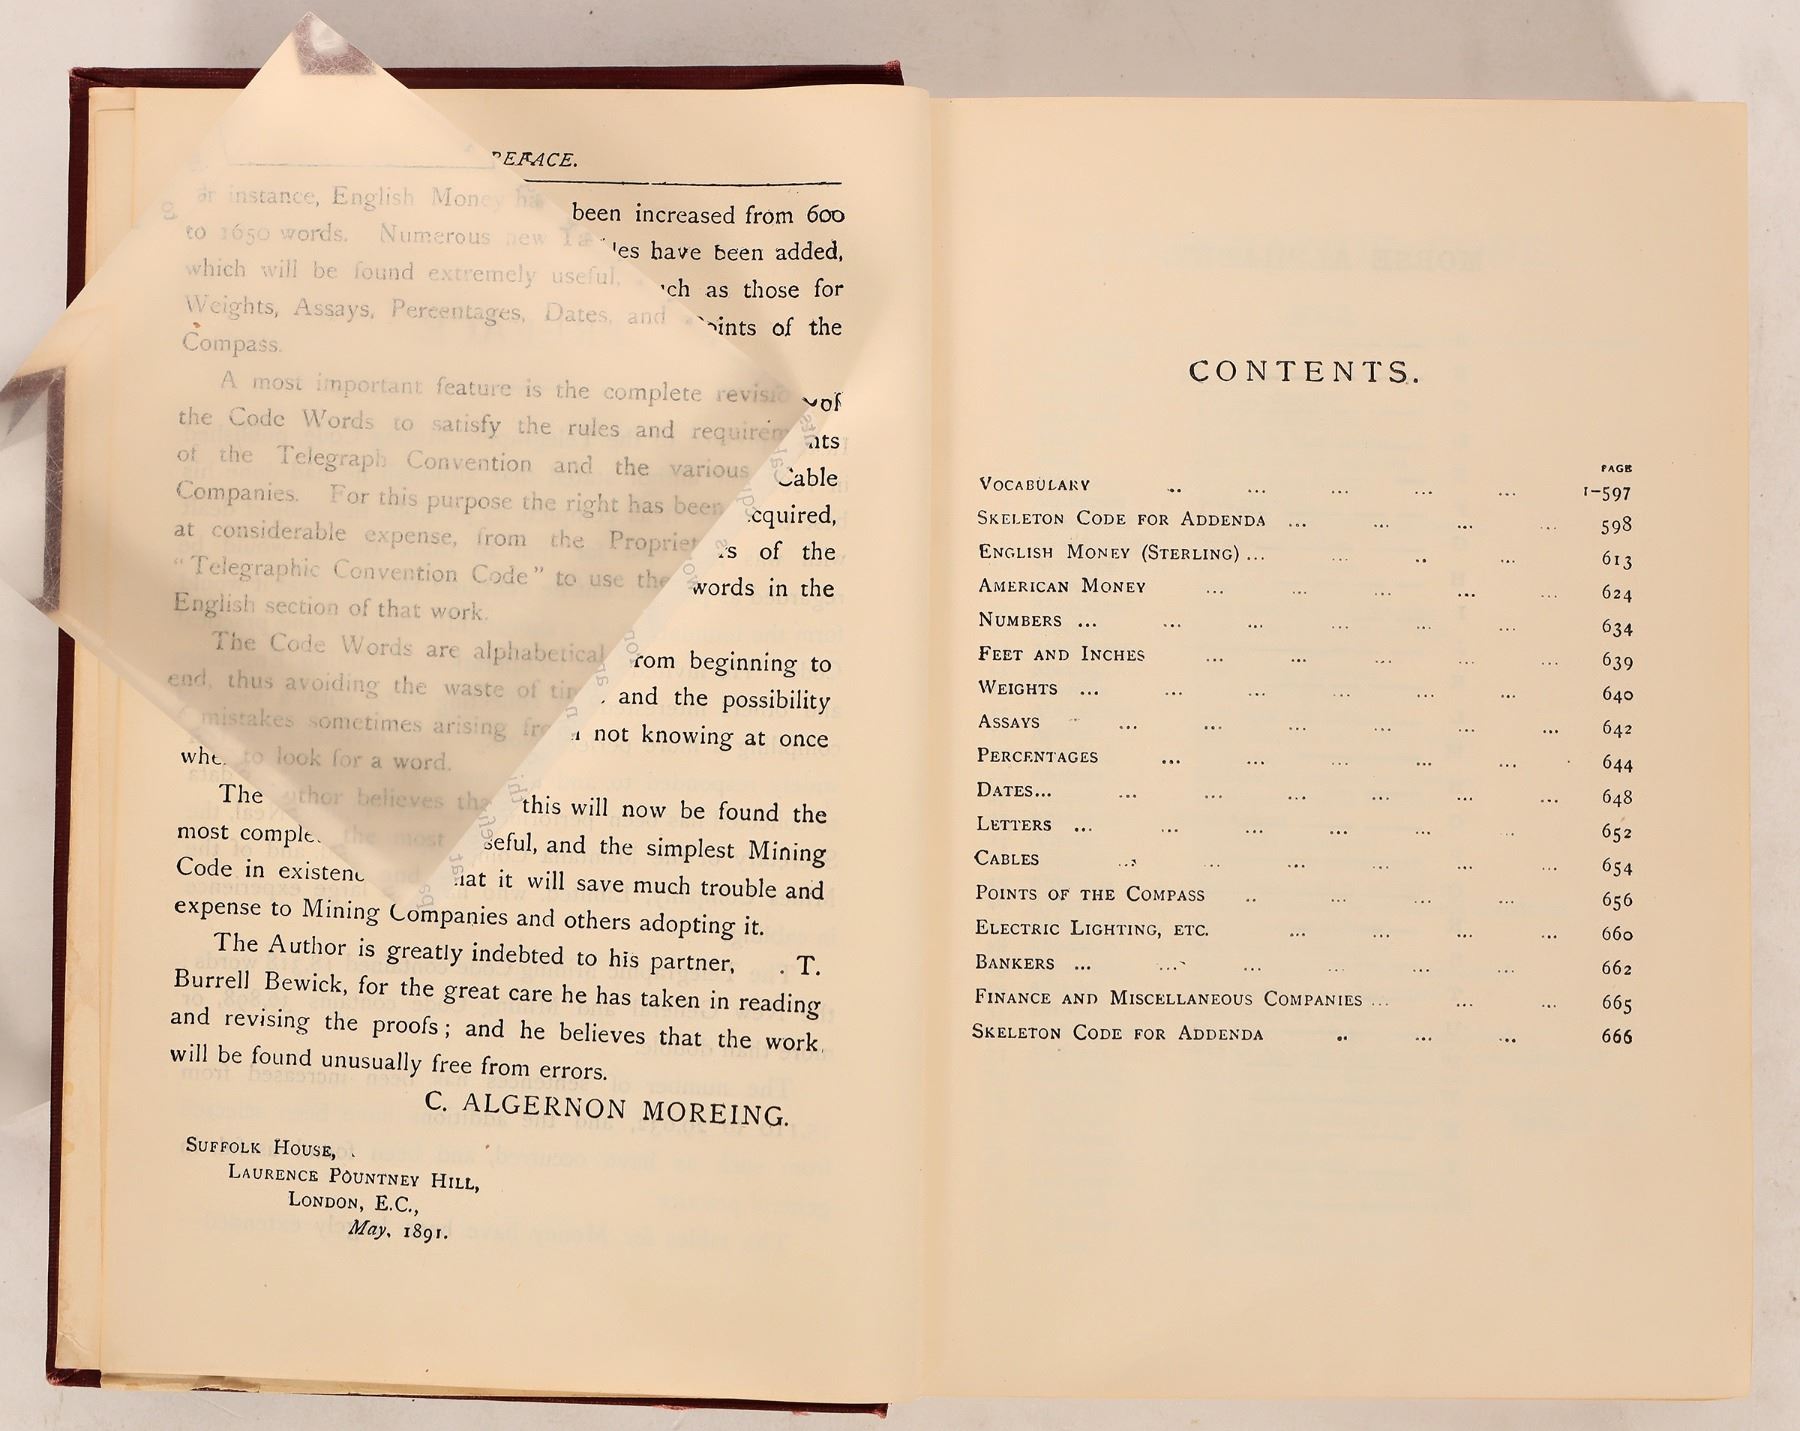 PREFACE.
instance, English Money ha been increased from 600
to 1650 words. Numerous new Ta les have been added,
which will be found extremely useful, such as those for
Weights, Assays, Percentages, Dates, and Points of the
Compass.
A most important feature is the complete revision of
the Code Words to satisfy the rules and requirements
of the Telegraph Convention and the various Cable
Companies. For this purpose the right has been acquired,
at considerable expense, from the Proprietors of the
“Telegraphic Convention Code” to use the words in the
English section of that work.
The Code Words are alphabetical from beginning to
end, thus avoiding the waste of time and the possibility
mistakes sometimes arising from not knowing at once
where to look for a word.
The Author believes that this will now be found the
most complete, the most useful, and the simplest Mining
Code in existence, and that it will save much trouble and
expense to Mining Companies and others adopting it.
The Author is greatly indebted to his partner, . T.
Burrell Bewick, for the great care he has taken in reading
and revising the proofs; and he believes that the work
will be found unusually free from errors.
C. ALGERNON MOREING.
SUFFOLK HOUSE,
LAURENCE POUNTNEY HILL,
LONDON, E.C.,
May, 1891.
CONTENTS.
PAGE
VOCABULARY ... ... ... ... ... 1-597
SKELETON CODE FOR ADDENDA ... ... ... ... 598
ENGLISH MONEY (STERLING) ... ... ... ... 613
AMERICAN MONEY ... ... ... ... ... 624
NUMBERS ... ... ... ... ... ... 634
FEET AND INCHES ... ... ... ... ... 639
WEIGHTS ... ... ... ... ... ... 640
ASSAYS ... ... ... ... ... ... 642
PERCENTAGES ... ... ... ... ... 644
DATES... ... ... ... ... ... ... 648
LETTERS ... ... ... ... ... ... 652
CABLES ... ... ... ... ... ... 654
POINTS OF THE COMPASS ... ... ... ... 656
ELECTRIC LIGHTING, ETC. ... ... ... ... 660
BANKERS ... ... ... ... ... ... 662
FINANCE AND MISCELLANEOUS COMPANIES ... ... ... 665
SKELETON CODE FOR ADDENDA ... ... ... 666